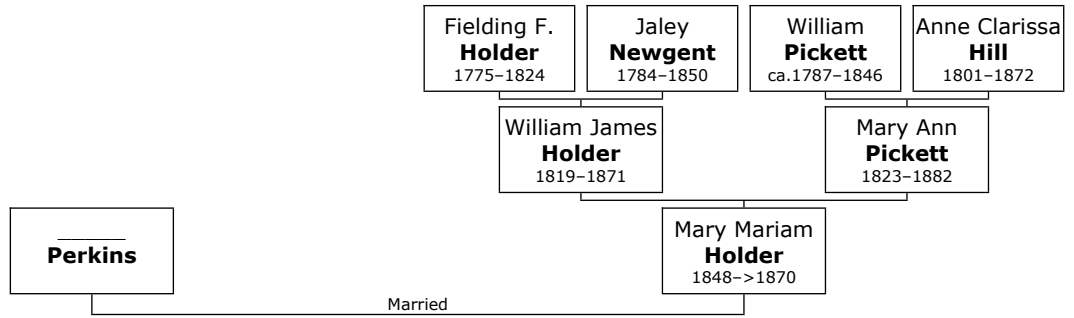 Fielding F.
Holder
1775–1824
Jaley
Newgent
1784–1850
William
Pickett
ca.1787–1846
Anne Clarissa
Hill
1801–1872
William James
Holder
1819–1871
Mary Ann
Pickett
1823–1882
______
Perkins
Mary Mariam
Holder
1848–>1870
Married